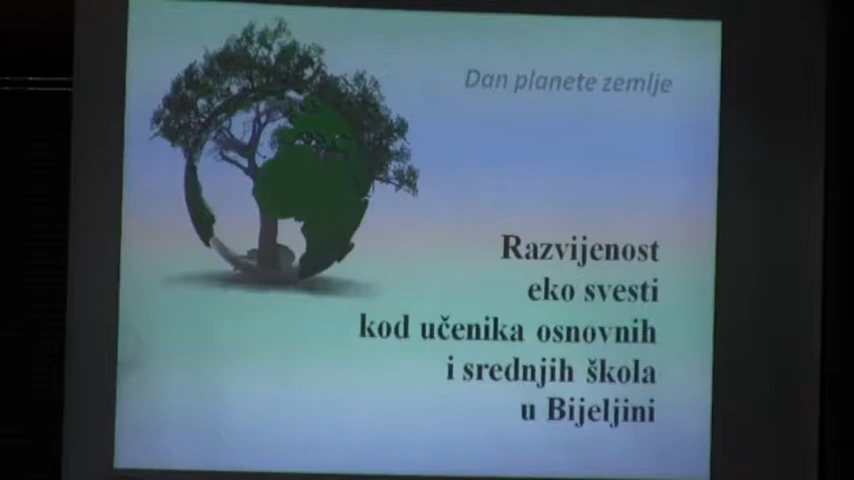 Dan planete zemlje
Razvijenost
eko svesti
kod učenika osnovnih
i srednjih škola
u Bijeljini